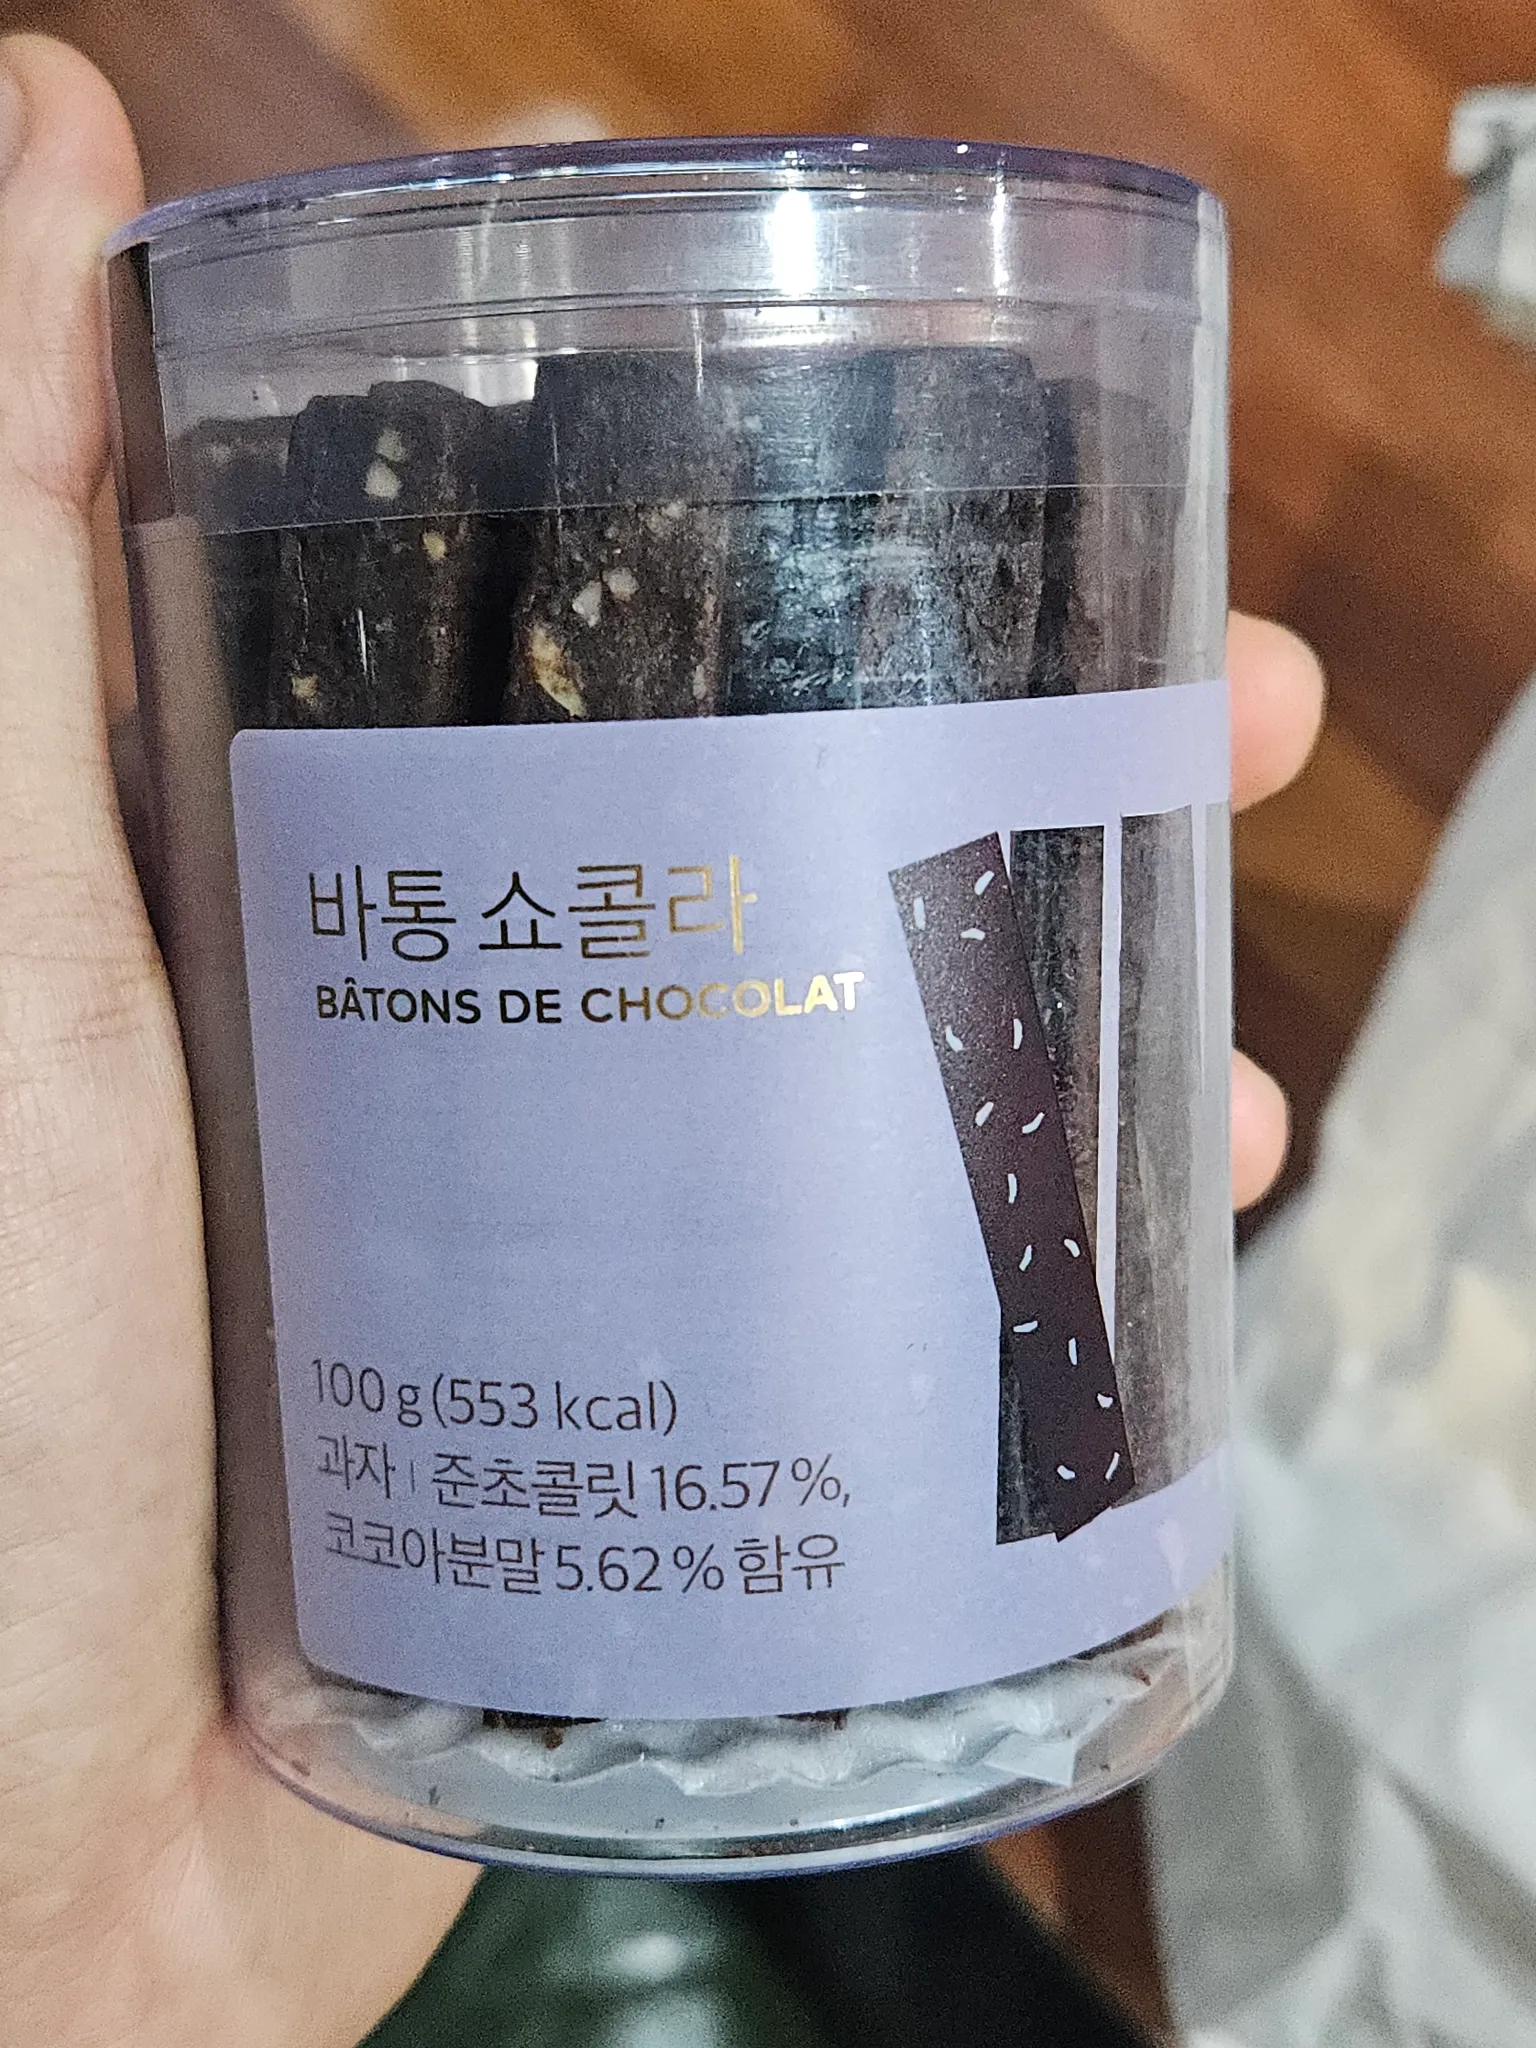 바통 쇼콜라
BÂTONS DE CHOCOLAT
100 g (553 kcal)
과자 | 준초콜릿 16.57%,
코코아분말 5.62% 함유